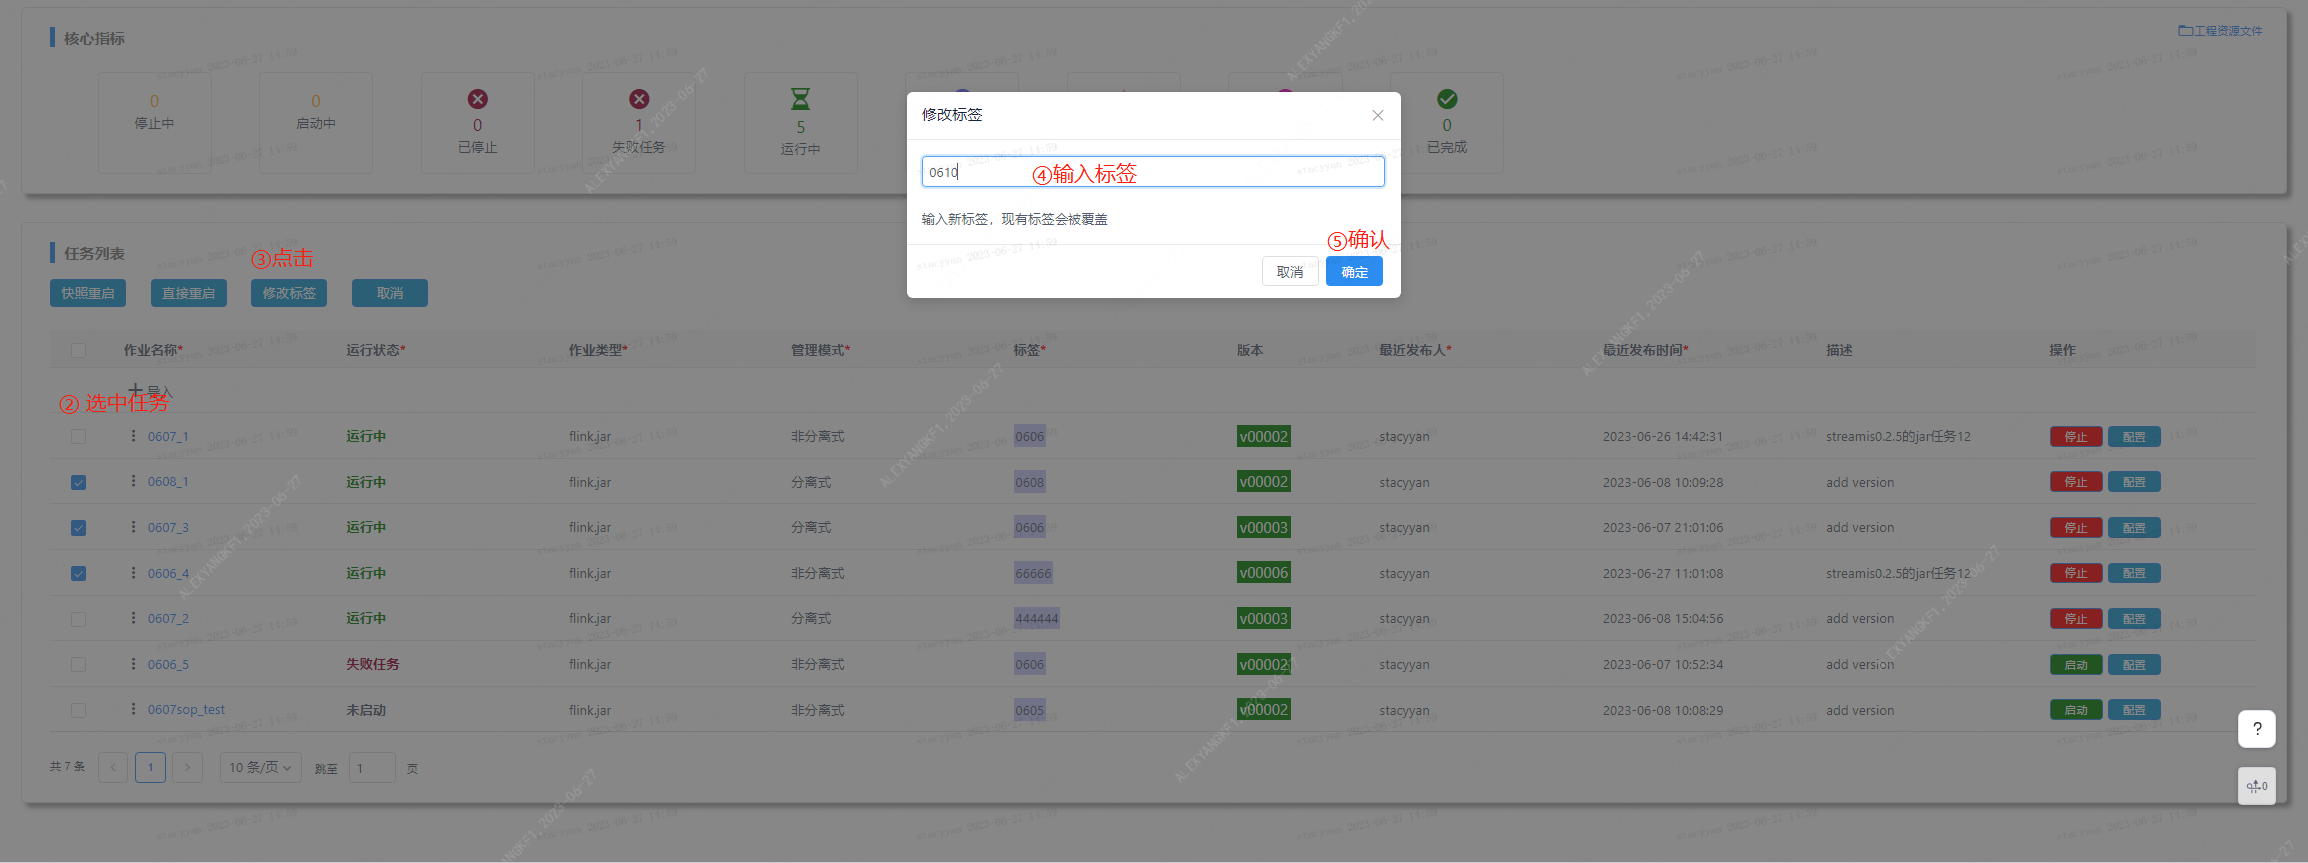 核心指标
工程资源文件
0
停止中
0
启动中
0
已停止
1
失败任务
5
运行中
0
已完成
修改标签
0610
④输入标签
输入新标签，现有标签会被覆盖
⑤确认
取消 确定
任务列表
③点击
快照重启 直接重启 修改标签 取消
作业名称* 运行状态* 作业类型* 管理模式* 标签* 版本 最近发布人* 最近发布时间* 描述 操作
导入
② 选中任务
0607_1 运行中 flink.jar 非分离式 0606 v00002 stacyyan 2023-06-26 14:42:31 streamis0.2.5的jar任务12 停止 配置
0608_1 运行中 flink.jar 分离式 0608 v00002 stacyyan 2023-06-08 10:09:28 add version 停止 配置
0607_3 运行中 flink.jar 分离式 0606 v00003 stacyyan 2023-06-07 21:01:06 add version 停止 配置
0606_4 运行中 flink.jar 非分离式 66666 v00006 stacyyan 2023-06-27 11:01:08 streamis0.2.5的jar任务12 停止 配置
0607_2 运行中 flink.jar 分离式 444444 v00003 stacyyan 2023-06-08 15:04:56 add version 停止 配置
0606_5 失败任务 flink.jar 非分离式 0606 v00002 stacyyan 2023-06-07 10:52:34 add version 启动 配置
0607sop_test 未启动 flink.jar 非分离式 0605 v00002 stacyyan 2023-06-08 10:08:29 add version 启动 配置
共 7 条 1 10 条/页 跳至 1 页
?
0
stacyyan 2023-06-27 14:59
ALEXYANGKF1,2023-06-27